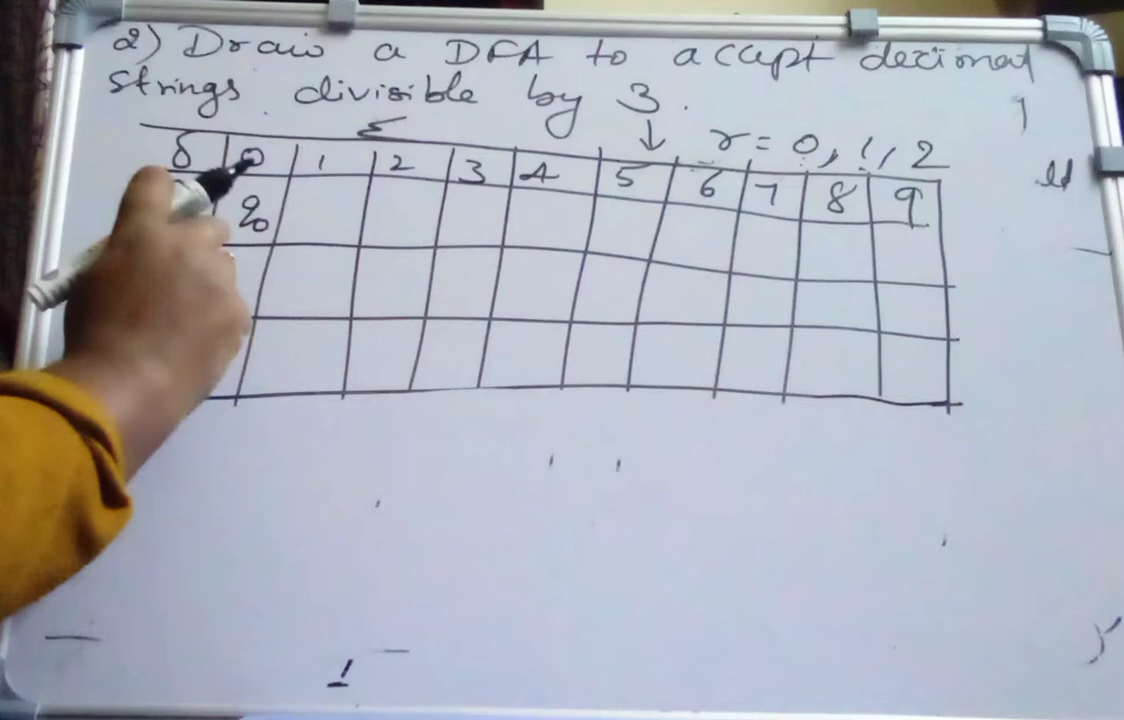 2) Draw a DFA to accept decimal
strings divisible by 3.
Σ ↓ r = 0, 1, 2
δ 0 1 2 3 4 5 6 7 8 9
q0